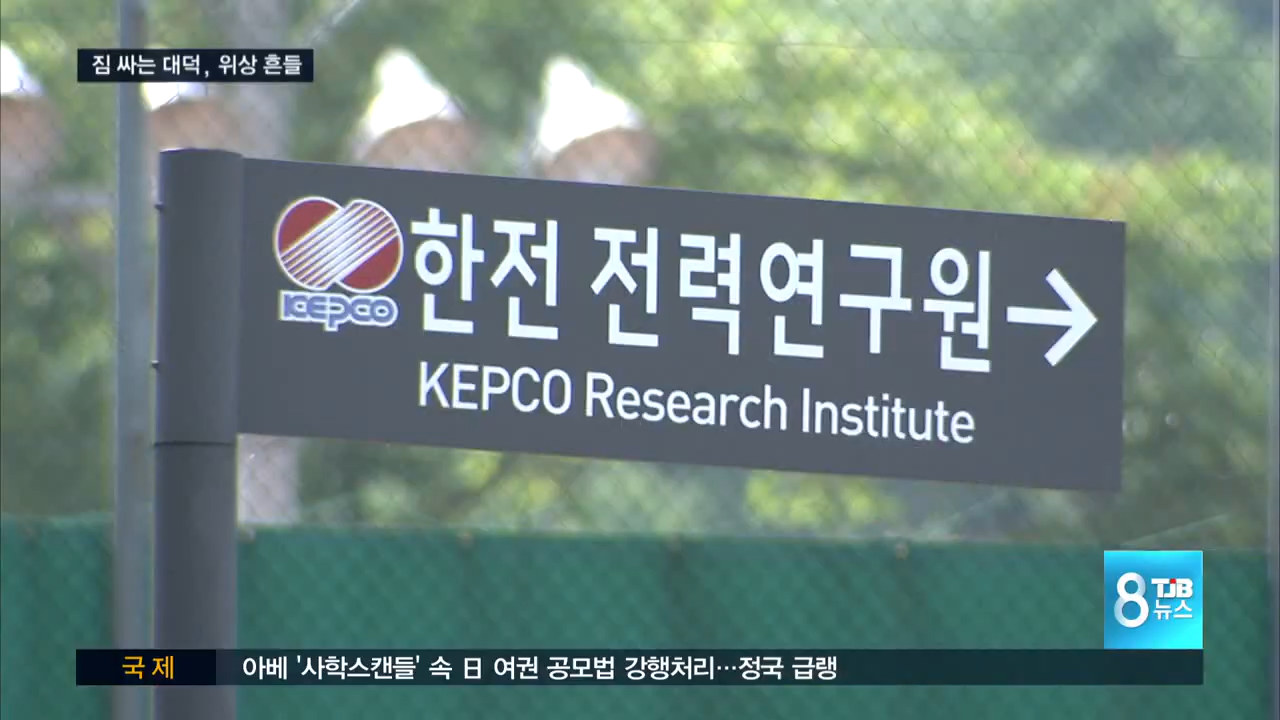 짐 싸는 대덕, 위상 흔들
KEPCO
한전 전력연구원→
KEPCO Research Institute
8 TJB 뉴스
국제
아베 '사학스캔들' 속 日 여권 공모법 강행처리…정국 급랭